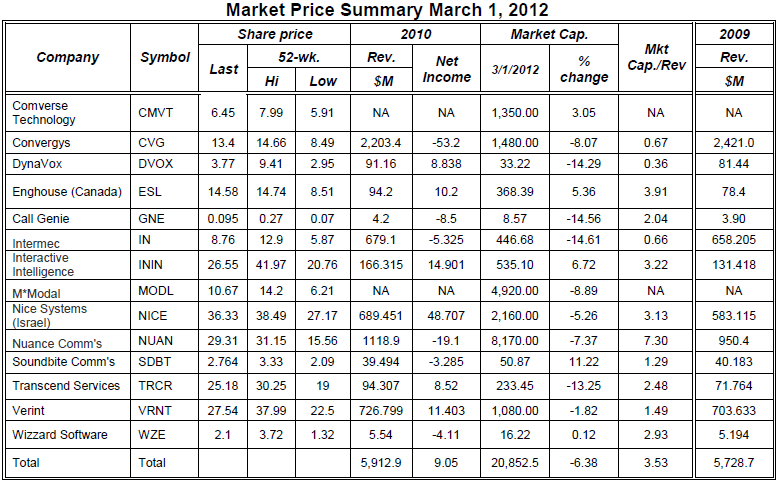 Market Price Summary March 1, 2012
Company Symbol Share price 2010 Market Cap. Mkt Cap./Rev 2009
Last 52-wk. Rev. Net Income 3/1/2012 % change Rev.
Hi Low $M $M
Comverse Technology CMVT 6.45 7.99 5.91 NA NA 1,350.00 3.05 NA NA
Convergys CVG 13.4 14.66 8.49 2,203.4 -53.2 1,480.00 -8.07 0.67 2,421.0
DynaVox DVOX 3.77 9.41 2.95 91.16 8.838 33.22 -14.29 0.36 81.44
Enghouse (Canada) ESL 14.58 14.74 8.51 94.2 10.2 368.39 5.36 3.91 78.4
Call Genie GNE 0.095 0.27 0.07 4.2 -8.5 8.57 -14.56 2.04 3.90
Intermec IN 8.76 12.9 5.87 679.1 -5.325 446.68 -14.61 0.66 658.205
Interactive Intelligence ININ 26.55 41.97 20.76 166.315 14.901 535.10 6.72 3.22 131.418
M*Modal MODL 10.67 14.2 6.21 NA NA 4,920.00 -8.89 NA NA
Nice Systems (Israel) NICE 36.33 38.49 27.17 689.451 48.707 2,160.00 -5.26 3.13 583.115
Nuance Comm's NUAN 29.31 31.15 15.56 1118.9 -19.1 8,170.00 -7.37 7.30 950.4
Soundbite Comm's SDBT 2.764 3.33 2.09 39.494 -3.285 50.87 11.22 1.29 40.183
Transcend Services TRCR 25.18 30.25 19 94.307 8.52 233.45 -13.25 2.48 71.764
Verint VRNT 27.54 37.99 22.5 726.799 11.403 1,080.00 -1.82 1.49 703.633
Wizzard Software WZE 2.1 3.72 1.32 5.54 -4.11 16.22 0.12 2.93 5.194
Total Total 5,912.9 9.05 20,852.5 -6.38 3.53 5,728.7